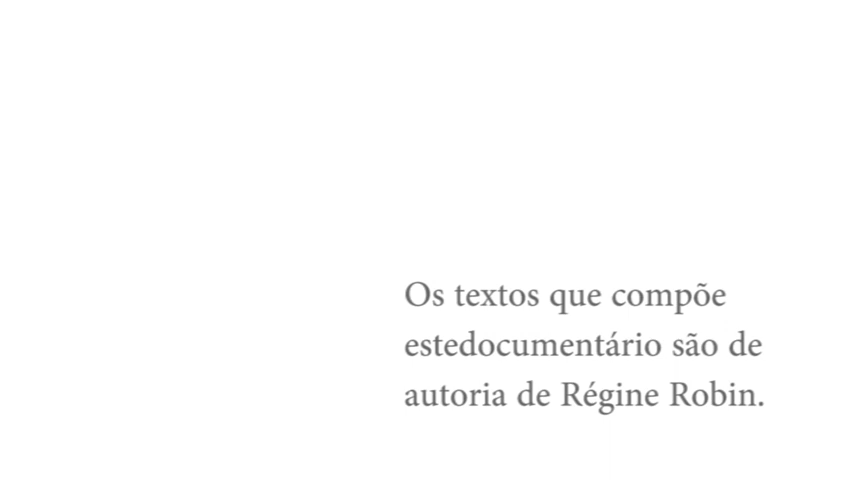 Os textos que compõe
estedocumentário são de
autoria de Régine Robin.